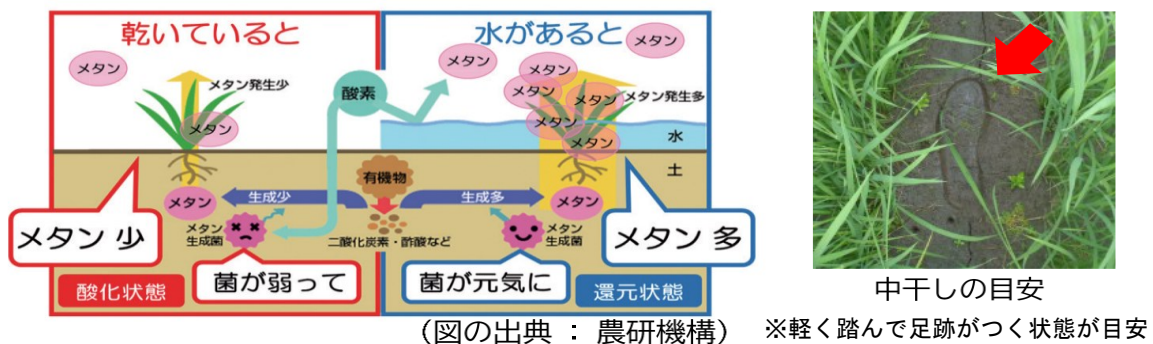 乾いていると
メタン
メタン発生少
メタン
メタン
生成少
メタン
生成菌
メタン 少
酸化状態
菌が弱って
酸素
有機物
二酸化炭素・酢酸など
水があると
メタン
メタン
メタン
メタン
メタン
メタン
メタン
メタン発生多
水
土
生成多
メタン
メタン
生成菌
メタン 多
菌が元気に
還元状態
（図の出典 ： 農研機構）
中干しの目安
※軽く踏んで足跡がつく状態が目安